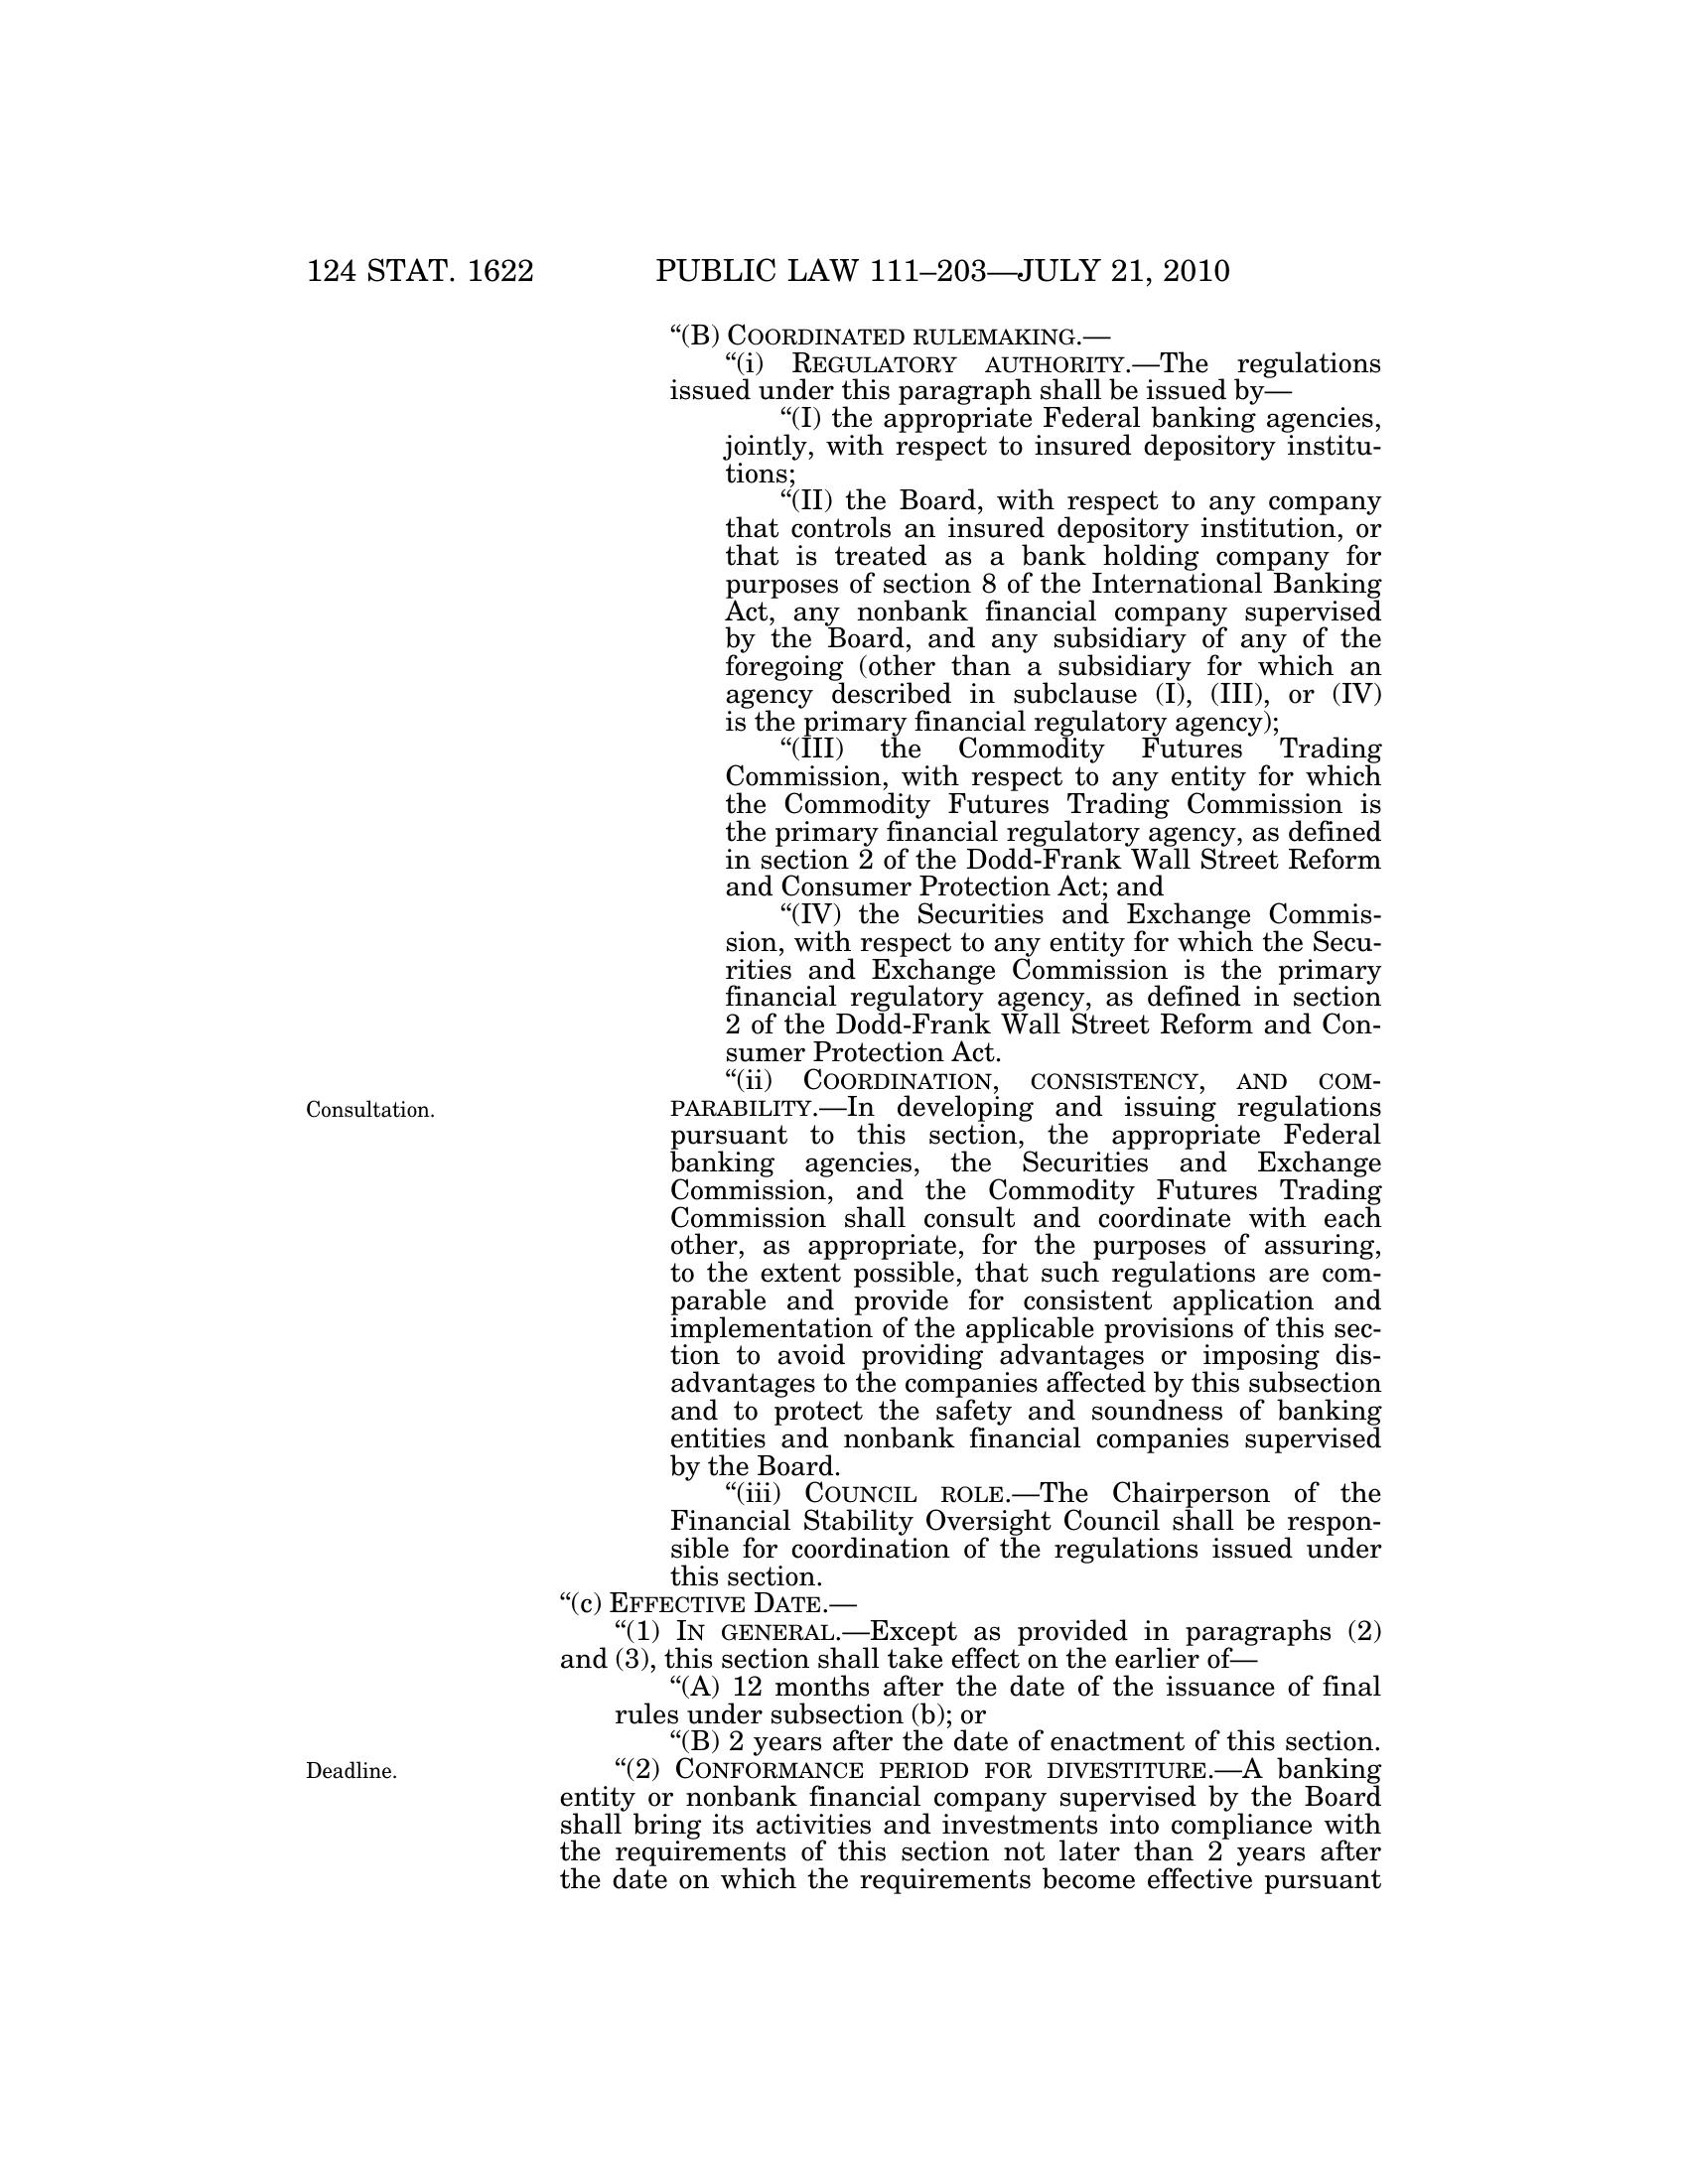 124 STAT. 1622 PUBLIC LAW 111–203—JULY 21, 2010
“(B) COORDINATED RULEMAKING.—
“(i) REGULATORY AUTHORITY.—The regulations
issued under this paragraph shall be issued by—
“(I) the appropriate Federal banking agencies,
jointly, with respect to insured depository institu-
tions;
“(II) the Board, with respect to any company
that controls an insured depository institution, or
that is treated as a bank holding company for
purposes of section 8 of the International Banking
Act, any nonbank financial company supervised
by the Board, and any subsidiary of any of the
foregoing (other than a subsidiary for which an
agency described in subclause (I), (III), or (IV)
is the primary financial regulatory agency);
“(III) the Commodity Futures Trading
Commission, with respect to any entity for which
the Commodity Futures Trading Commission is
the primary financial regulatory agency, as defined
in section 2 of the Dodd-Frank Wall Street Reform
and Consumer Protection Act; and
“(IV) the Securities and Exchange Commis-
sion, with respect to any entity for which the Secu-
rities and Exchange Commission is the primary
financial regulatory agency, as defined in section
2 of the Dodd-Frank Wall Street Reform and Con-
sumer Protection Act.
“(ii) COORDINATION, CONSISTENCY, AND COM-
Consultation.
PARABILITY.—In developing and issuing regulations
pursuant to this section, the appropriate Federal
banking agencies, the Securities and Exchange
Commission, and the Commodity Futures Trading
Commission shall consult and coordinate with each
other, as appropriate, for the purposes of assuring,
to the extent possible, that such regulations are com-
parable and provide for consistent application and
implementation of the applicable provisions of this sec-
tion to avoid providing advantages or imposing dis-
advantages to the companies affected by this subsection
and to protect the safety and soundness of banking
entities and nonbank financial companies supervised
by the Board.
“(iii) COUNCIL ROLE.—The Chairperson of the
Financial Stability Oversight Council shall be respon-
sible for coordination of the regulations issued under
this section.
“(c) EFFECTIVE DATE.—
“(1) IN GENERAL.—Except as provided in paragraphs (2)
and (3), this section shall take effect on the earlier of—
“(A) 12 months after the date of the issuance of final
rules under subsection (b); or
“(B) 2 years after the date of enactment of this section.
Deadline.
“(2) CONFORMANCE PERIOD FOR DIVESTITURE.—A banking
entity or nonbank financial company supervised by the Board
shall bring its activities and investments into compliance with
the requirements of this section not later than 2 years after
the date on which the requirements become effective pursuant